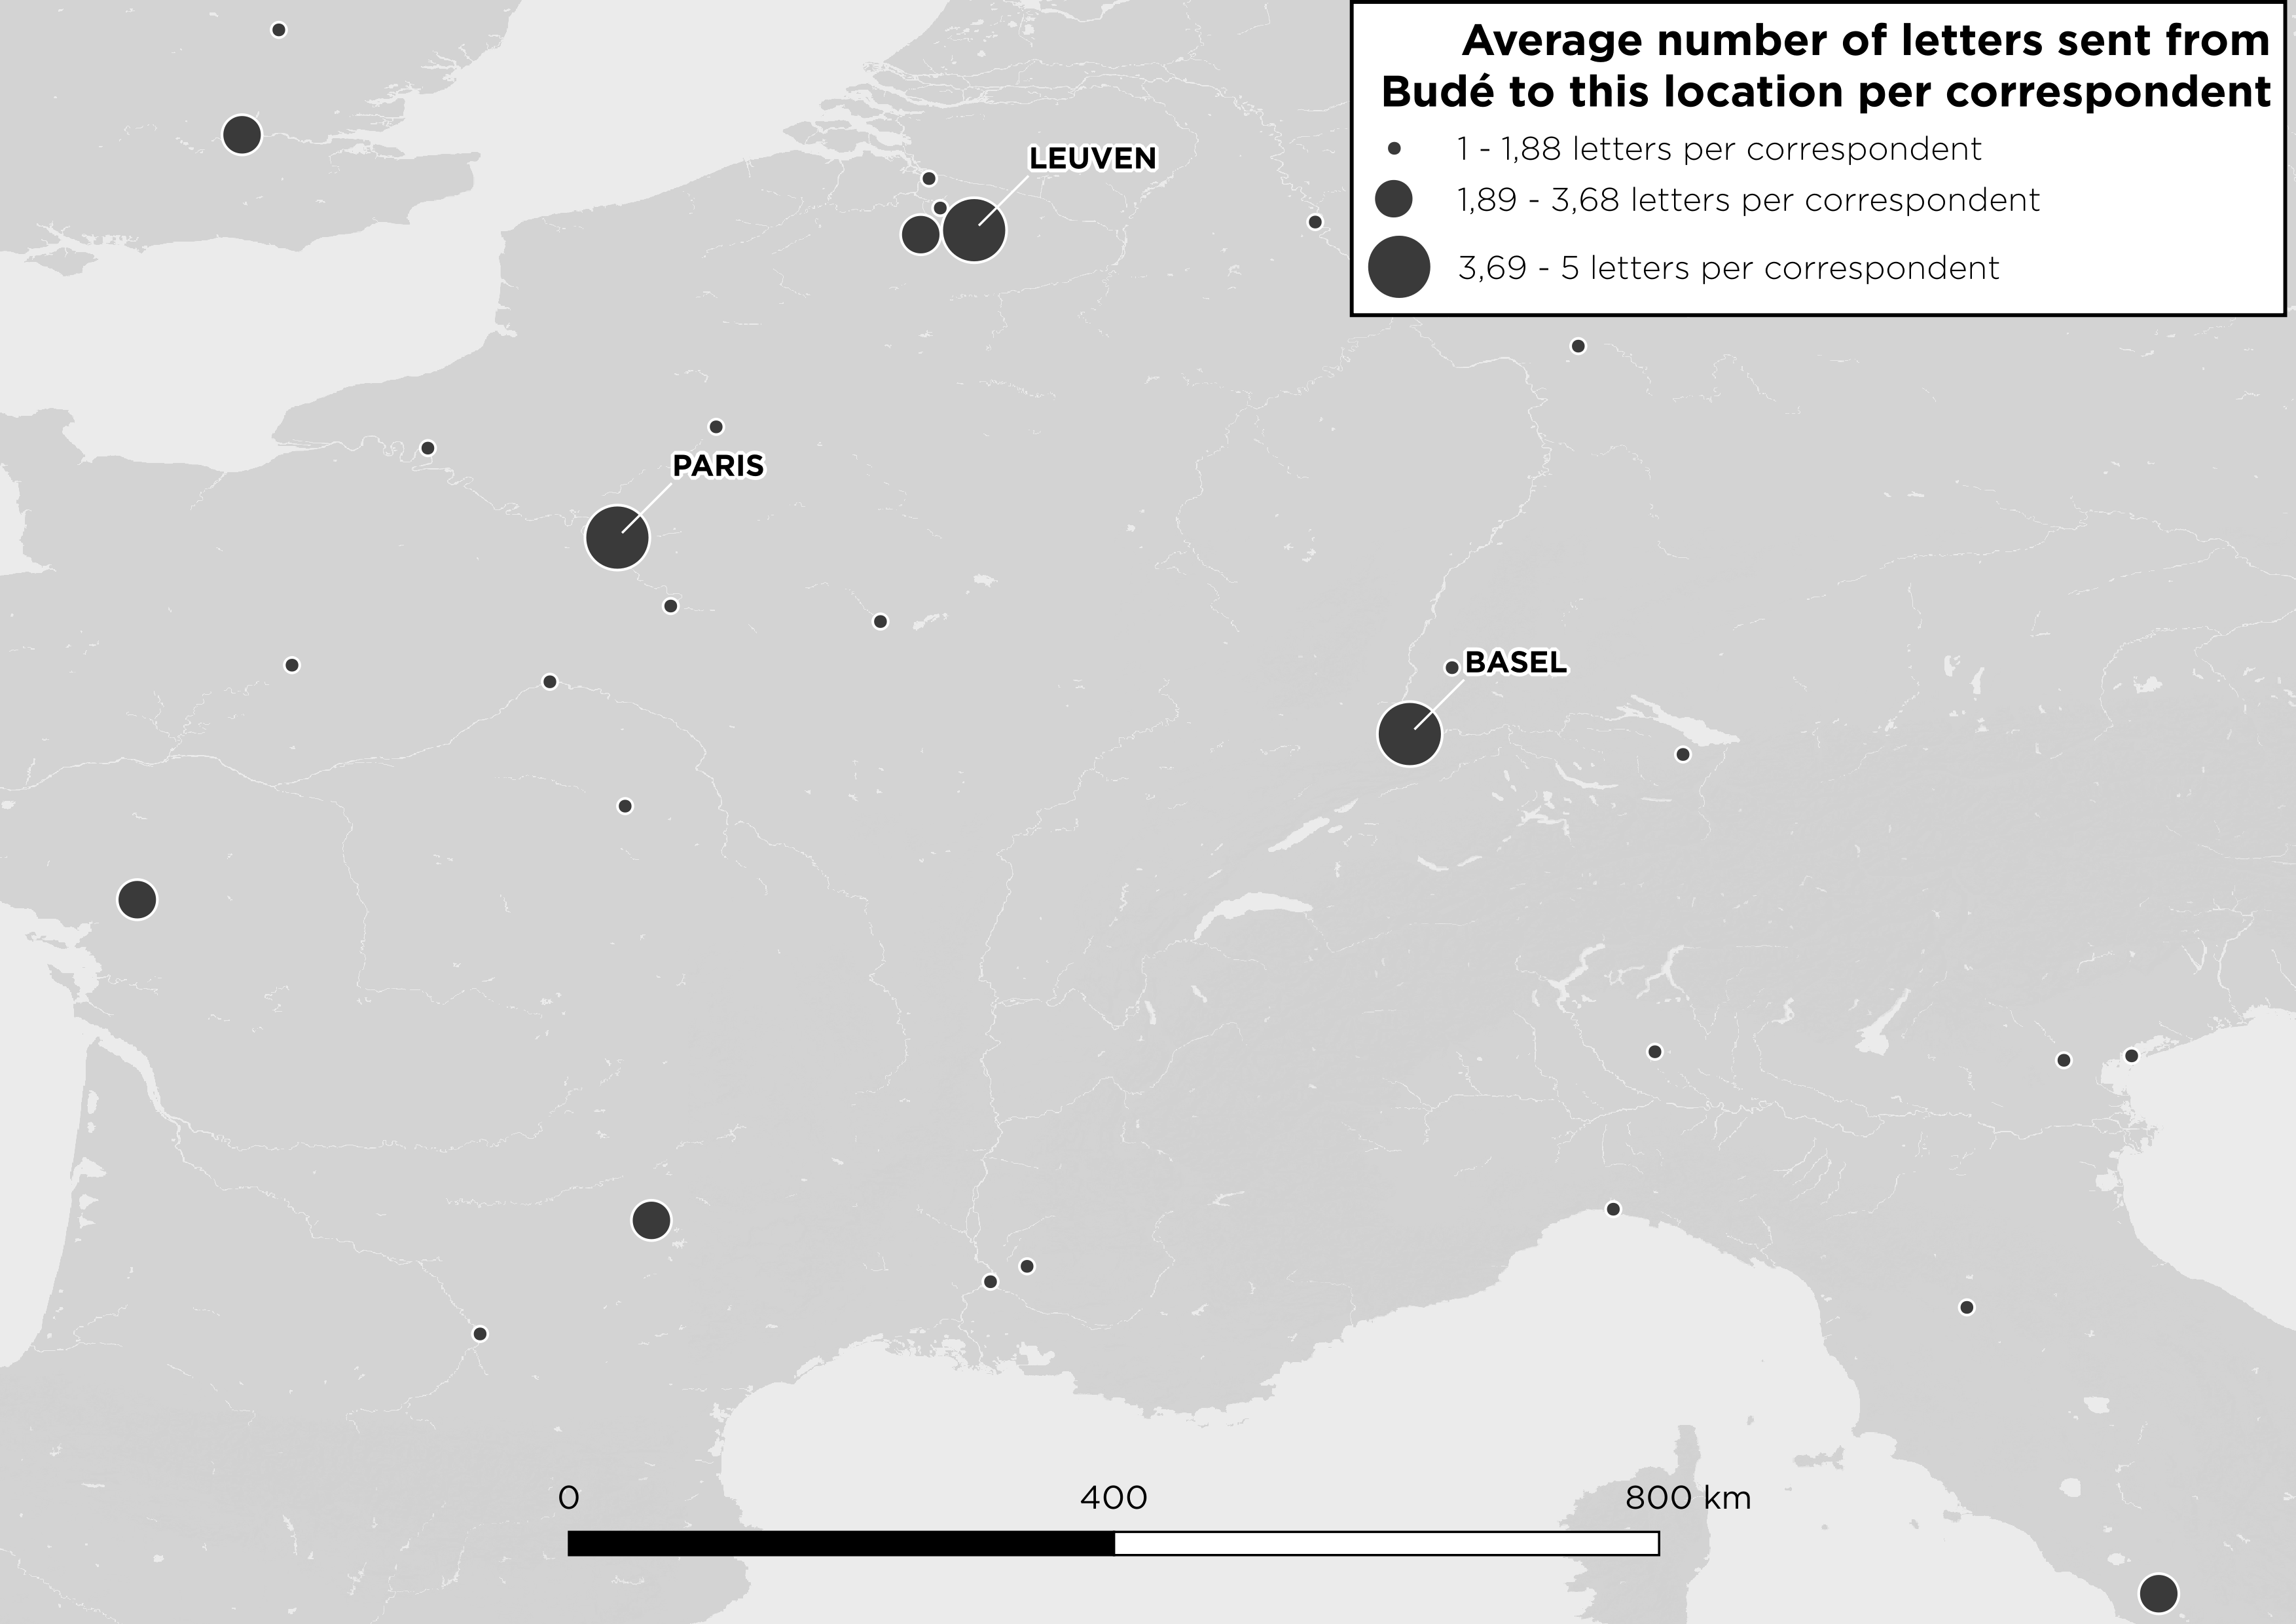 Average number of letters sent from
Budé to this location per correspondent
1 - 1,88 letters per correspondent
1,89 - 3,68 letters per correspondent
3,69 - 5 letters per correspondent
LEUVEN
PARIS
BASEL
0 400 800 km